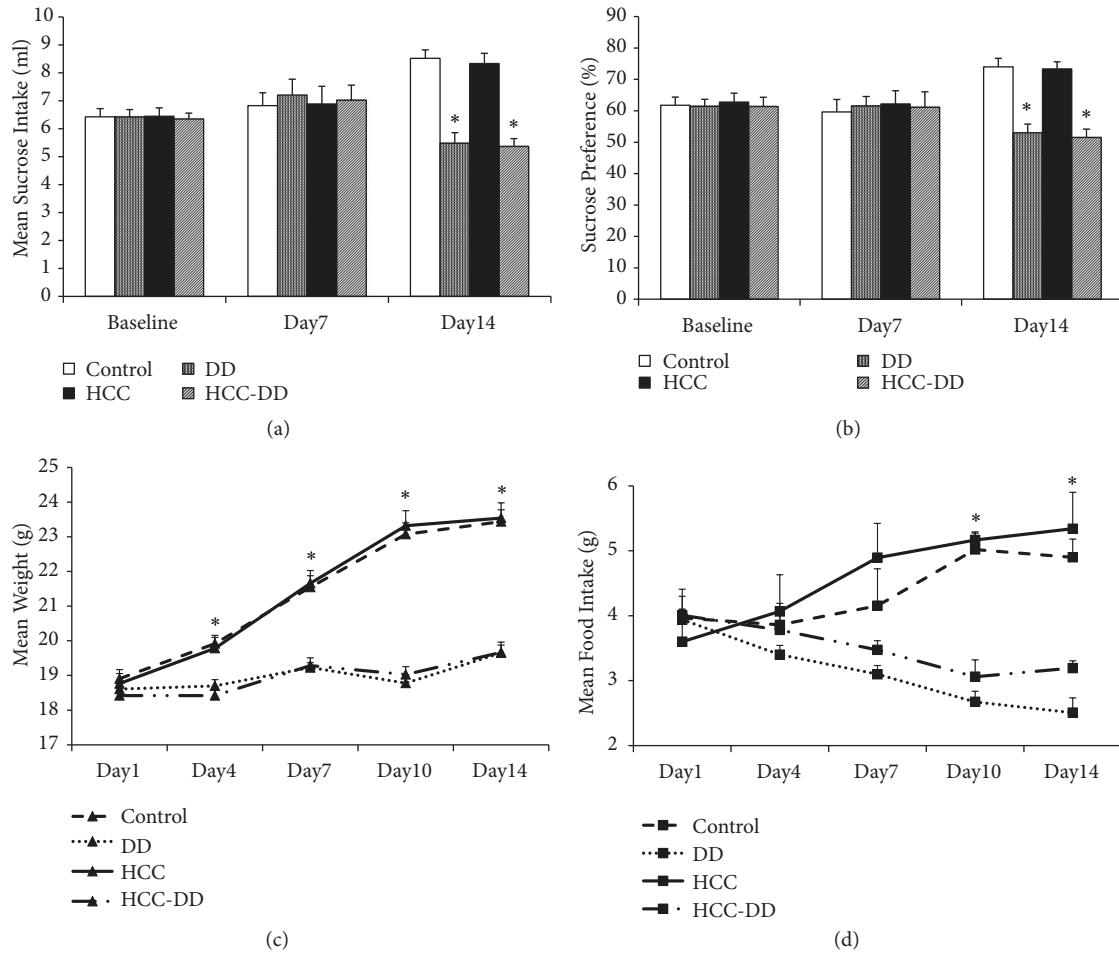 10
9
8
7
6
5
4
3
2
1
0
Mean Sucrose Intake (ml)
* *
Baseline Day7 Day14
Control DD
HCC HCC-DD
(a)
90
80
70
60
50
40
30
20
10
0
Sucrose Preference (%)
* *
Baseline Day7 Day14
Control DD
HCC HCC-DD
(b)
25
24
23
22
21
20
19
18
17
Mean Weight (g)
* * * *
Day1 Day4 Day7 Day10 Day14
Control
DD
HCC
HCC-DD
(c)
6
5
4
3
2
Mean Food Intake (g)
* *
Day1 Day4 Day7 Day10 Day14
Control
DD
HCC
HCC-DD
(d)